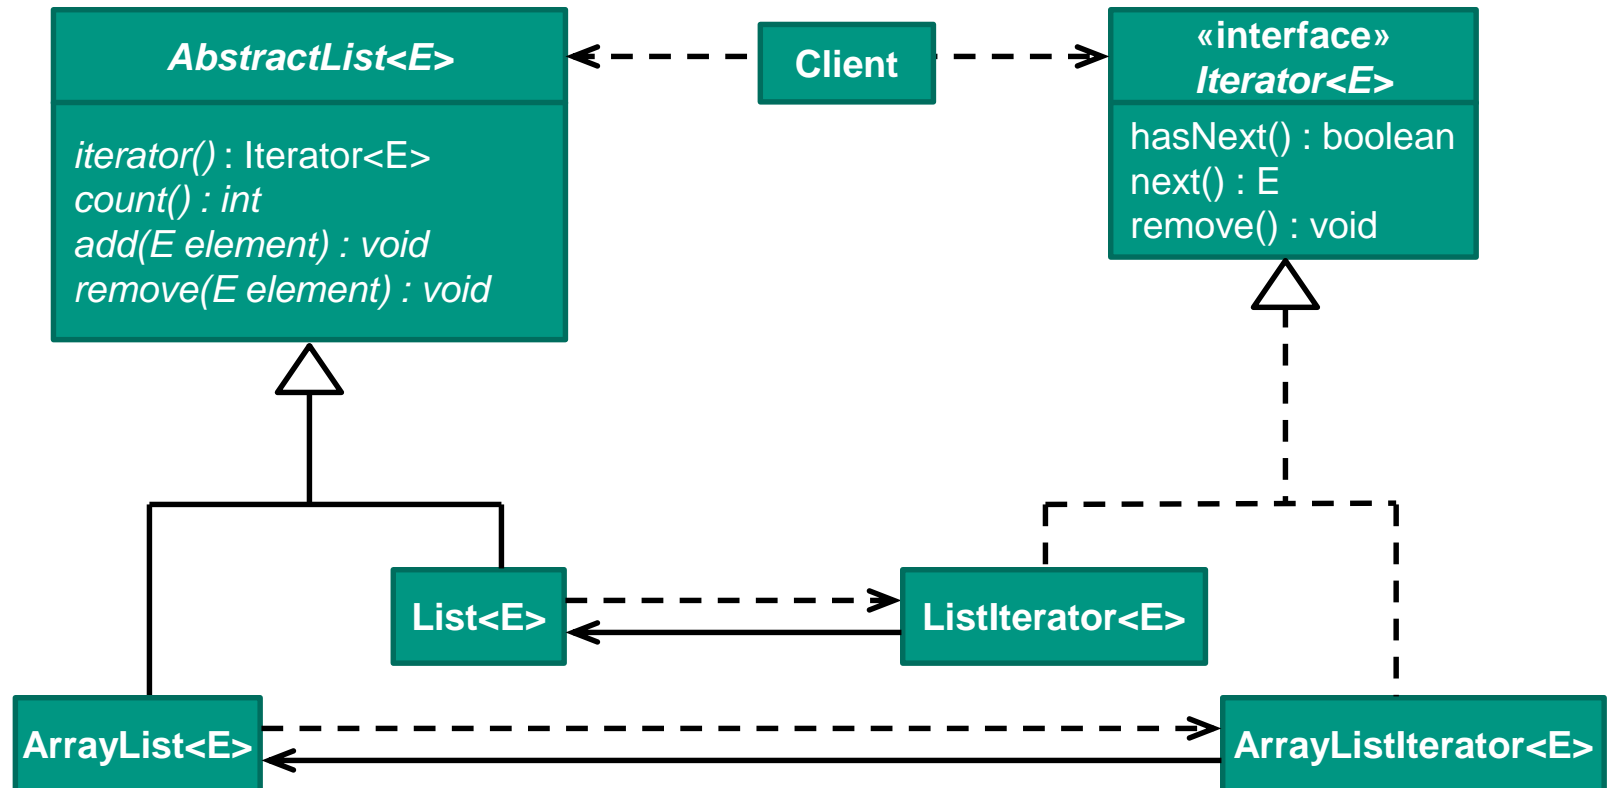 AbstractList<E>
iterator() : Iterator<E>
count() : int
add(E element) : void
remove(E element) : void
Client
«interface»
Iterator<E>
hasNext() : boolean
next() : E
remove() : void
List<E>
ListIterator<E>
ArrayList<E>
ArrayListIterator<E>